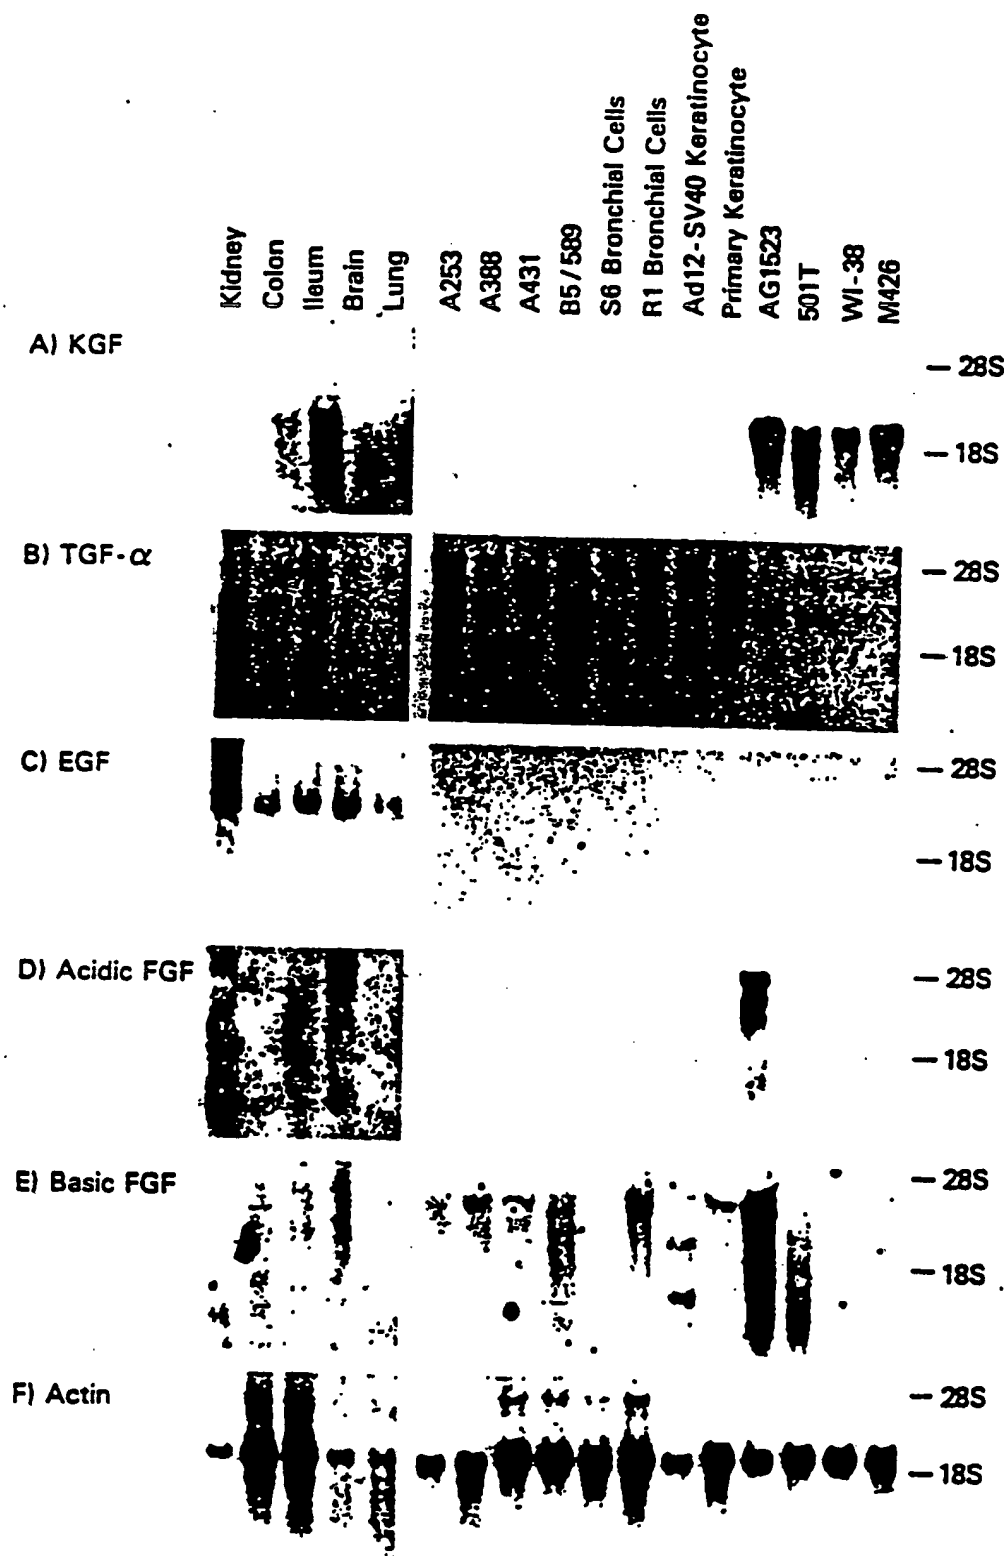 Kidney
Colon
Ileum
Brain
Lung
A253
A388
A431
B5 / 589
S6 Bronchial Cells
R1 Bronchial Cells
Ad12-SV40 Keratinocyte
Primary Keratinocyte
AG1523
501T
WI-38
M426
A) KGF
— 28S
— 18S
B) TGF-α
— 28S
— 18S
C) EGF
— 28S
— 18S
D) Acidic FGF
— 28S
— 18S
E) Basic FGF
— 28S
— 18S
F) Actin
— 28S
— 18S